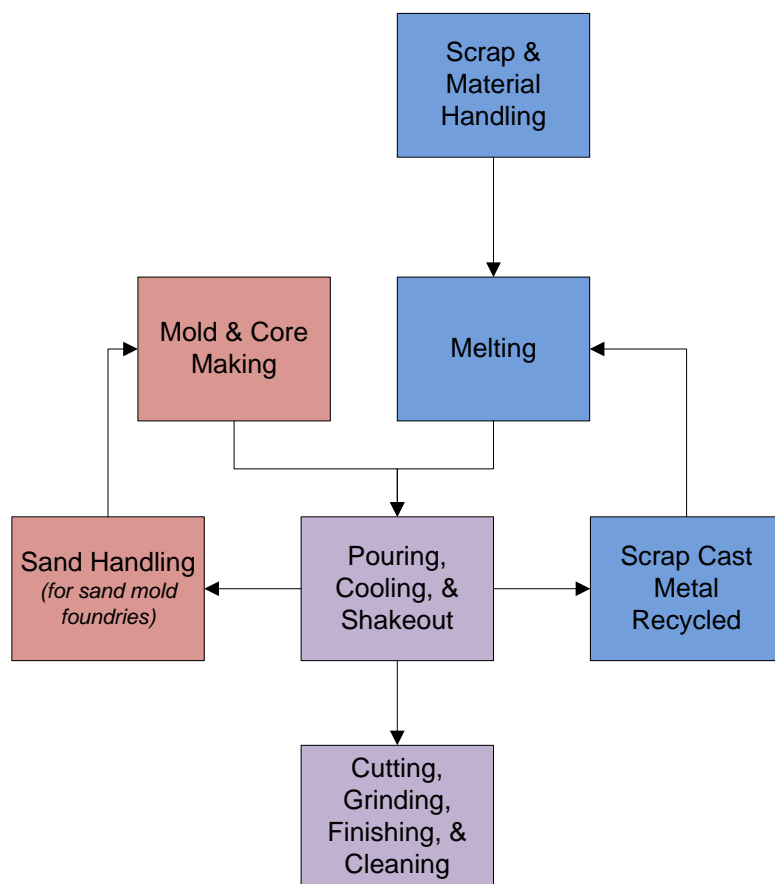 Scrap &
Material
Handling
Mold & Core
Making
Melting
Sand Handling
(for sand mold
foundries)
Pouring,
Cooling, &
Shakeout
Scrap Cast
Metal
Recycled
Cutting,
Grinding,
Finishing, &
Cleaning